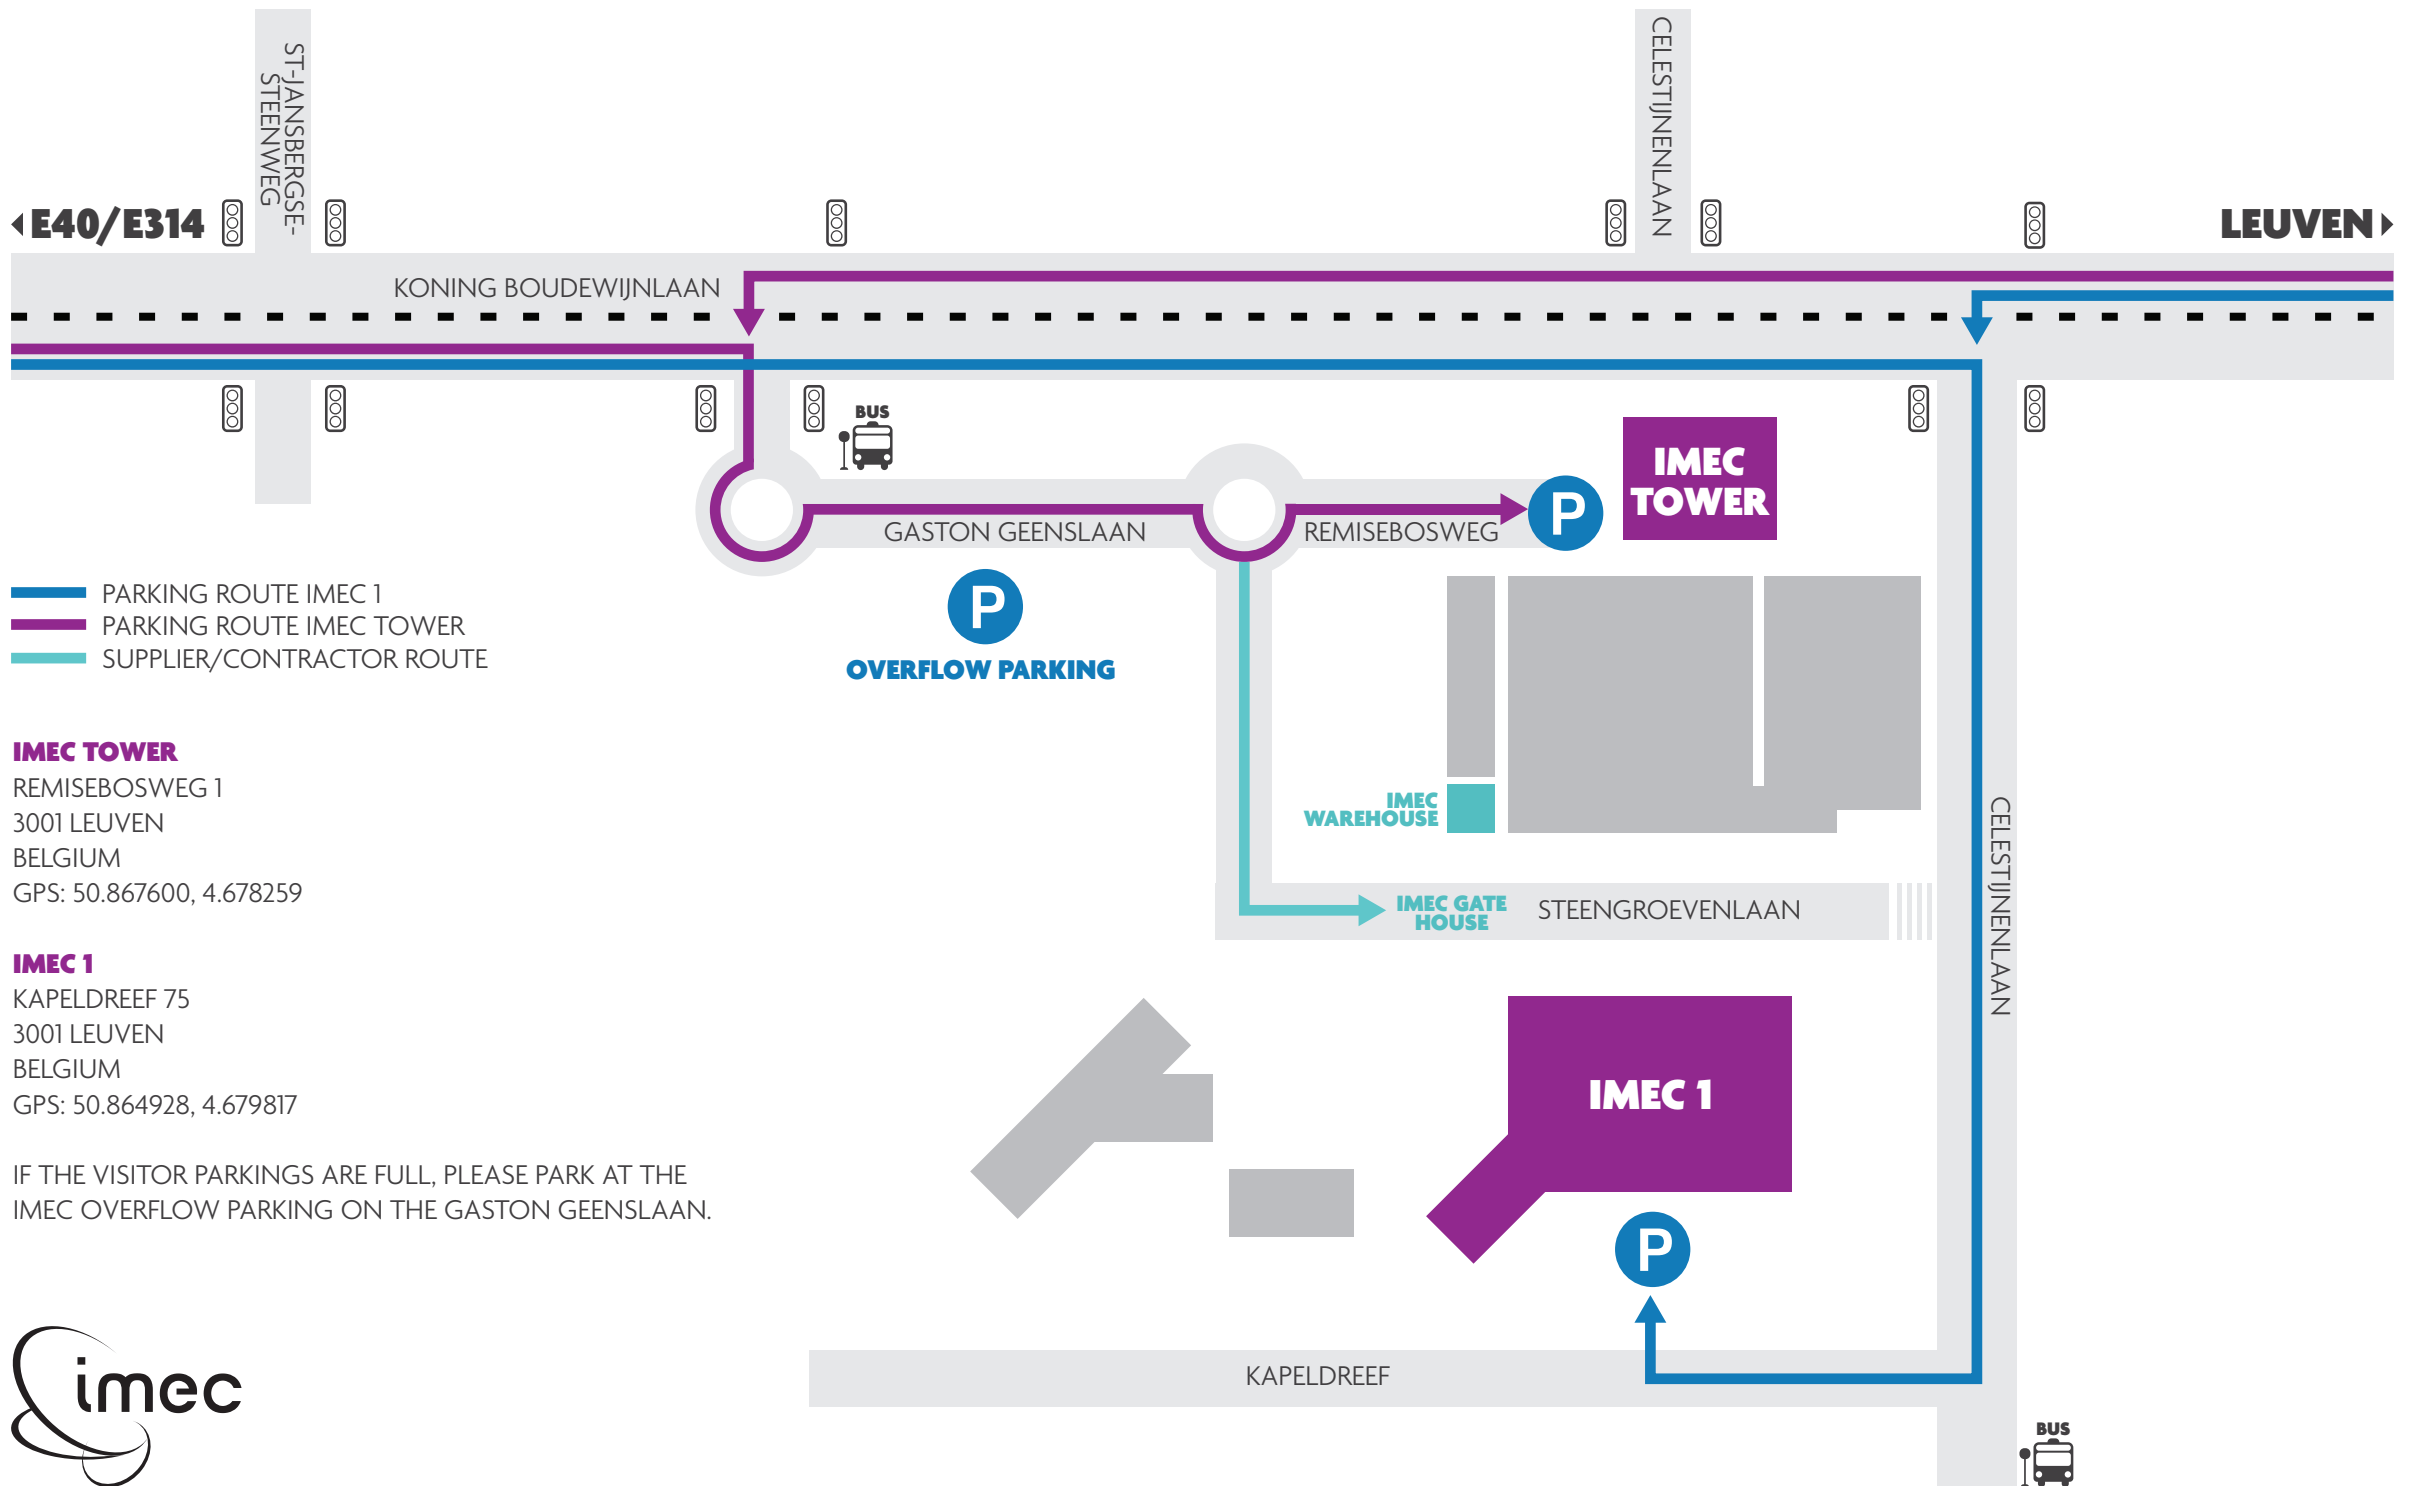 ST-JANSBERGSE-
STEENWEG
CELESTIJNENLAAN
E40/E314
LEUVEN
KONING BOUDEWIJNLAAN
BUS
IMEC
TOWER
P
GASTON GEENSLAAN
REMISEBOSWEG
P
OVERFLOW PARKING
PARKING ROUTE IMEC 1
PARKING ROUTE IMEC TOWER
SUPPLIER/CONTRACTOR ROUTE
IMEC TOWER
REMISEBOSWEG 1
3001 LEUVEN
BELGIUM
GPS: 50.867600, 4.678259
IMEC
WAREHOUSE
CELESTIJNENLAAN
IMEC GATE
HOUSE
STEENGROEVENLAAN
IMEC 1
KAPELDREEF 75
3001 LEUVEN
BELGIUM
GPS: 50.864928, 4.679817
IMEC 1
IF THE VISITOR PARKINGS ARE FULL, PLEASE PARK AT THE
IMEC OVERFLOW PARKING ON THE GASTON GEENSLAAN.
P
KAPELDREEF
imec
BUS